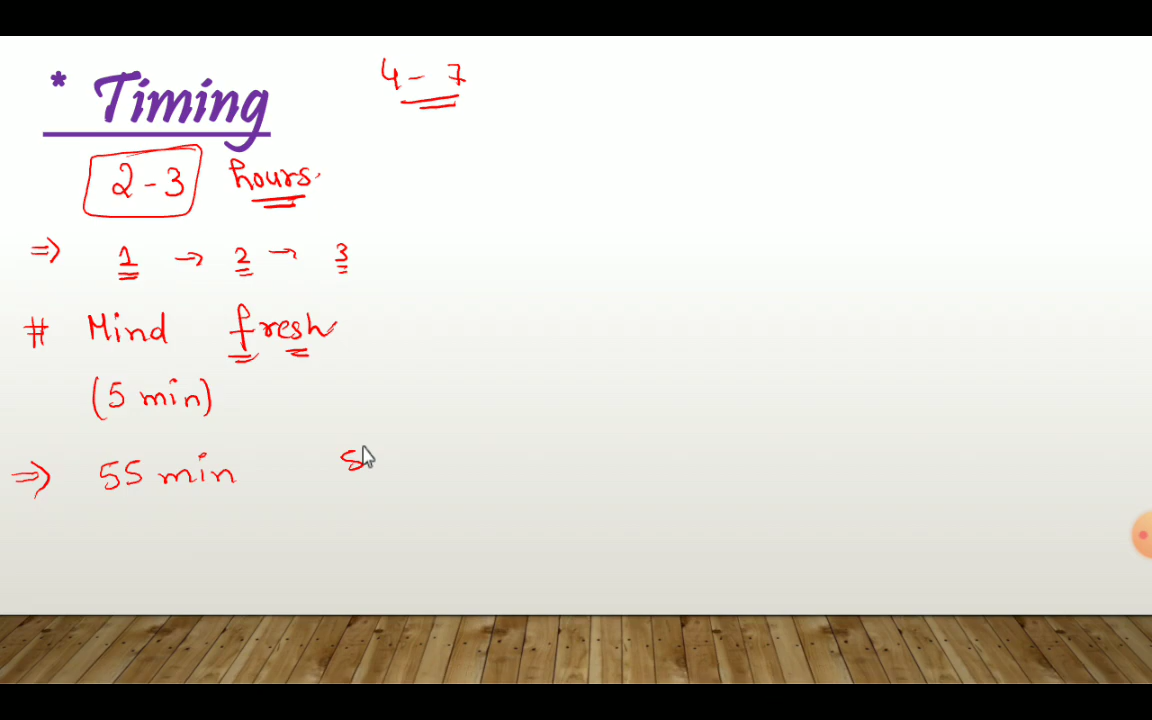 * Timing
4 - 7
2 - 3 hours.
⇒ 1 → 2 → 3
# Mind fresh
(5 min)
⇒ 55 min